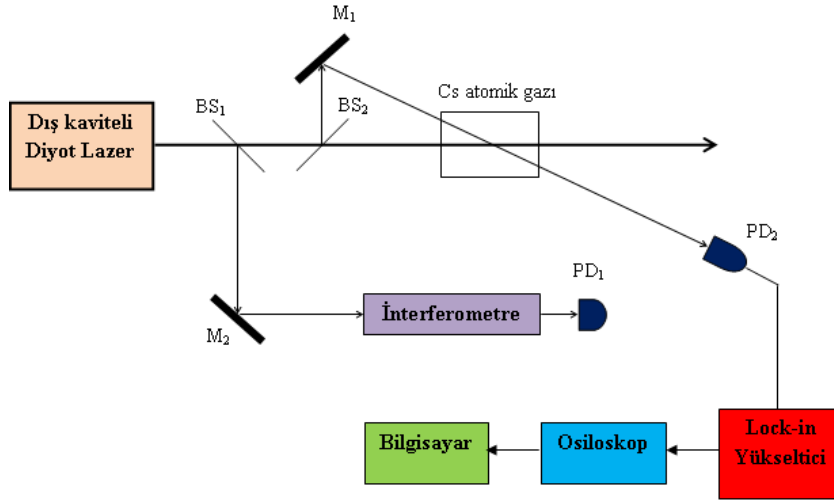 M₁
Cs atomik gazı
BS₁
BS₂
Dış kaviteli
Diyot Lazer
PD₂
PD₁
İnterferometre
M₂
Bilgisayar
Osiloskop
Lock-in
Yükseltici